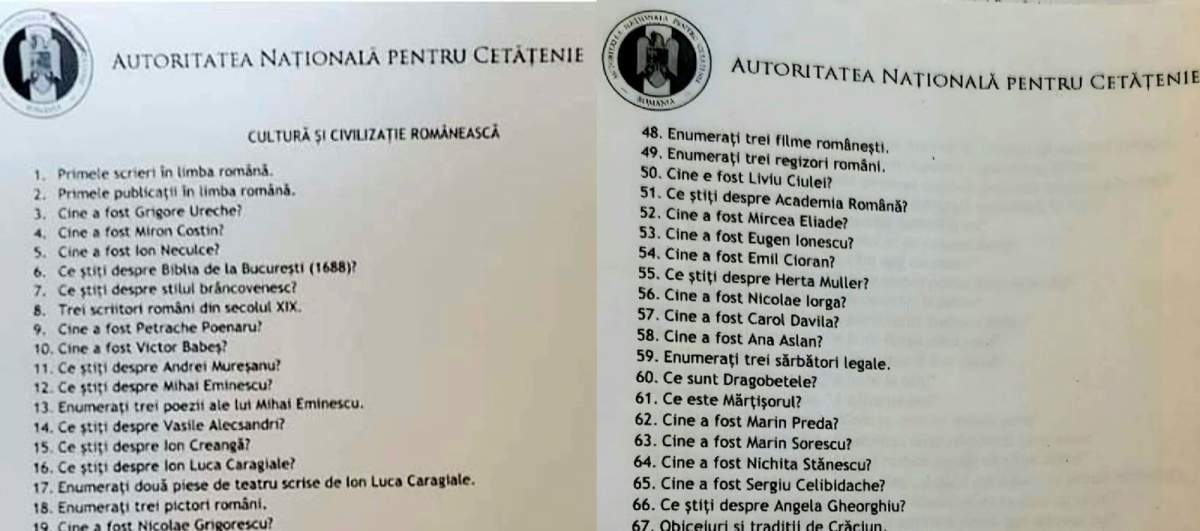 AUTORITATEA NAȚIONALĂ PENTRU CETĂȚENIE
CULTURĂ ȘI CIVILIZAȚIE ROMÂNEASCĂ
1. Primele scrieri în limba română.
2. Primele publicații în limba română.
3. Cine a fost Grigore Ureche?
4. Cine a fost Miron Costin?
5. Cine a fost Ion Neculce?
6. Ce știți despre Biblia de la București (1688)?
7. Ce știți despre stilul brâncovenesc?
8. Trei scriitori români din secolul XIX.
9. Cine a fost Petrache Poenaru?
10. Cine a fost Victor Babeș?
11. Ce știți despre Andrei Mureșanu?
12. Ce știți despre Mihai Eminescu?
13. Enumerați trei poezii ale lui Mihai Eminescu.
14. Ce știți despre Vasile Alecsandri?
15. Ce știți despre Ion Creangă?
16. Ce știți despre Ion Luca Caragiale?
17. Enumerați două piese de teatru scrise de Ion Luca Caragiale.
18. Enumerați trei pictori români.
19. Cine a fost Nicolae Grigorescu?
AUTORITATEA NAȚIONALĂ PENTRU CETĂȚENIE
ROMÂNIA
AUTORITATEA NAȚIONALĂ PENTRU CETĂȚENIE
48. Enumerați trei filme românești.
49. Enumerați trei regizori români.
50. Cine e fost Liviu Ciulei?
51. Ce știți despre Academia Română?
52. Cine a fost Mircea Eliade?
53. Cine a fost Eugen Ionescu?
54. Cine a fost Emil Cioran?
55. Ce știți despre Herta Muller?
56. Cine a fost Nicolae Iorga?
57. Cine a fost Carol Davila?
58. Cine a fost Ana Aslan?
59. Enumerați trei sărbători legale.
60. Ce sunt Dragobetele?
61. Ce este Mărțișorul?
62. Cine a fost Marin Preda?
63. Cine a fost Marin Sorescu?
64. Cine a fost Nichita Stănescu?
65. Cine a fost Sergiu Celibidache?
66. Ce știți despre Angela Gheorghiu?
67. Obiceiuri și tradiții de Crăciun.